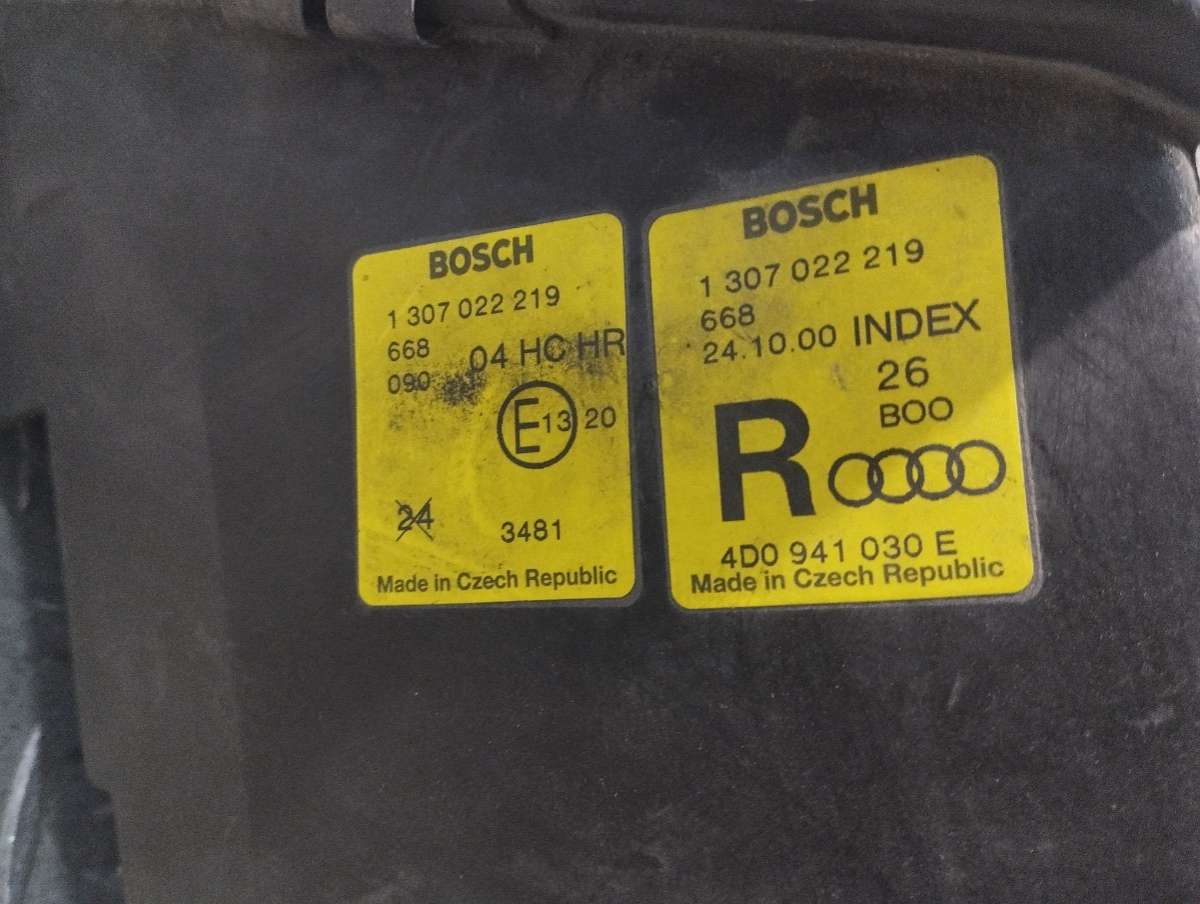 BOSCH
1 307 022 219
668 04 HC HR
090
E13 20
24
3481
Made in Czech Republic
BOSCH
1 307 022 219
668
24.10.00 INDEX
26
BOO
R
4D0 941 030 E
Made in Czech Republic